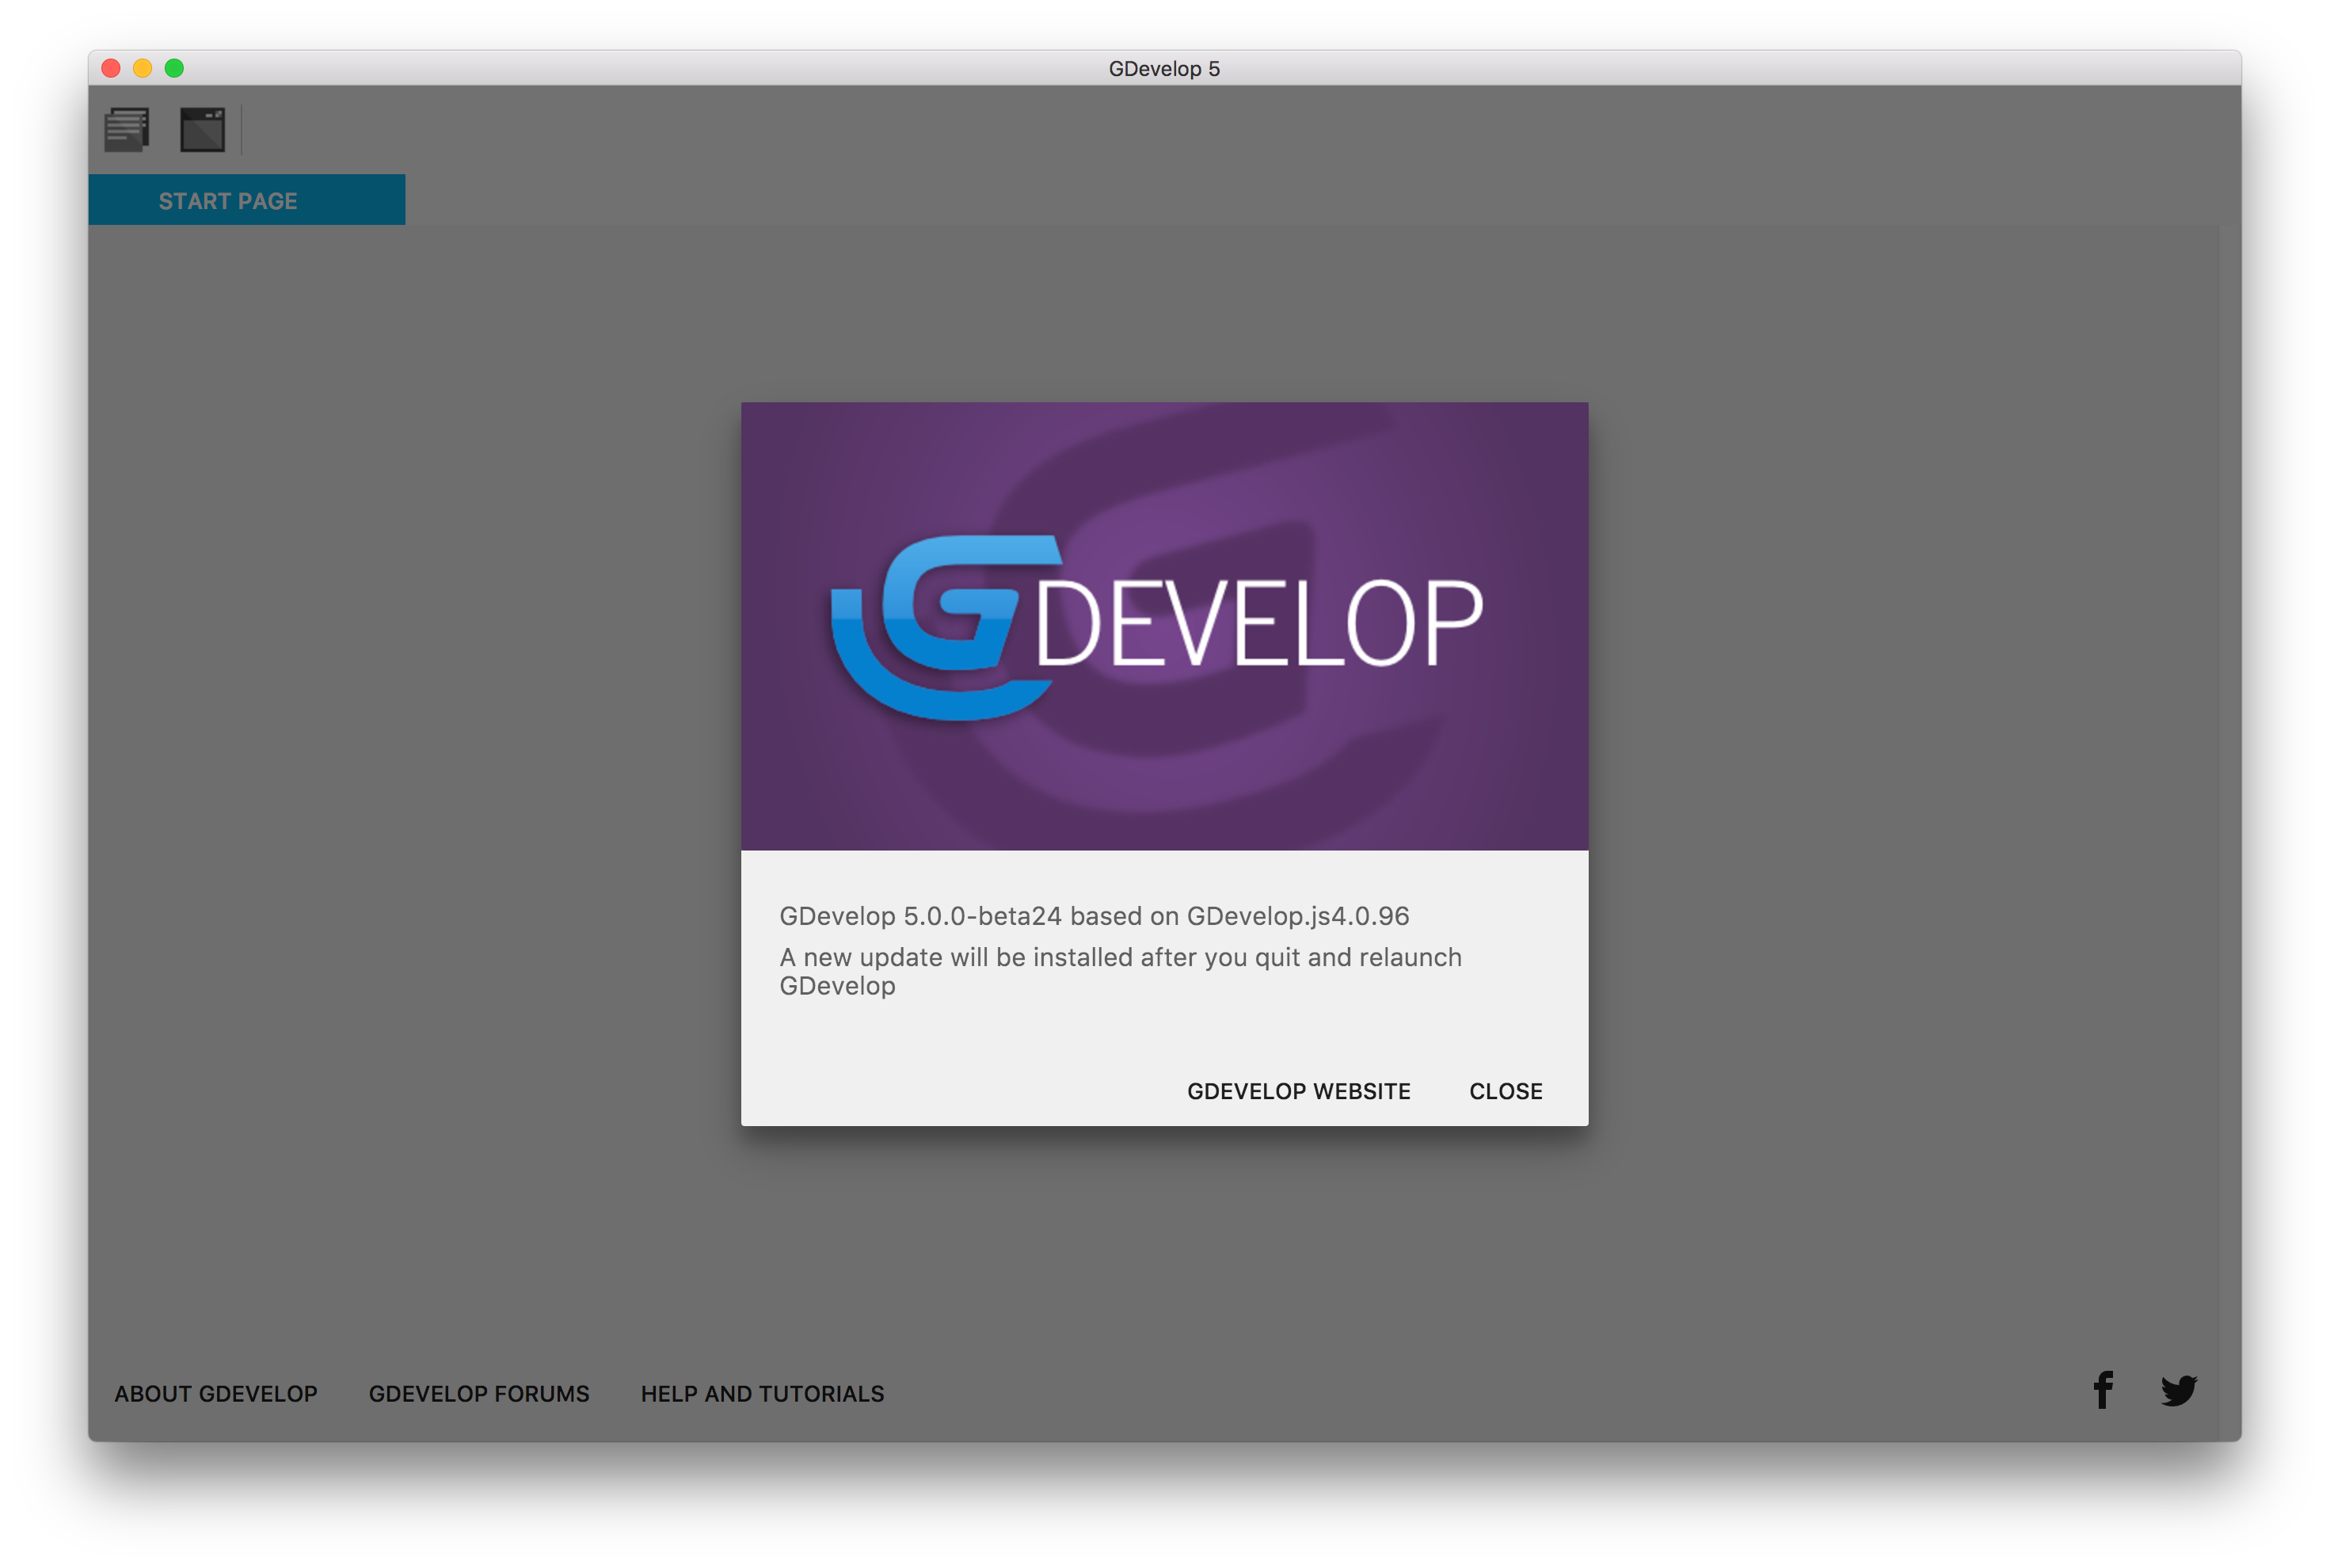 GDevelop 5
START PAGE
GDEVELOP
GDevelop 5.0.0-beta24 based on GDevelop.js4.0.96
A new update will be installed after you quit and relaunch
GDevelop
GDEVELOP WEBSITE CLOSE
ABOUT GDEVELOP GDEVELOP FORUMS HELP AND TUTORIALS